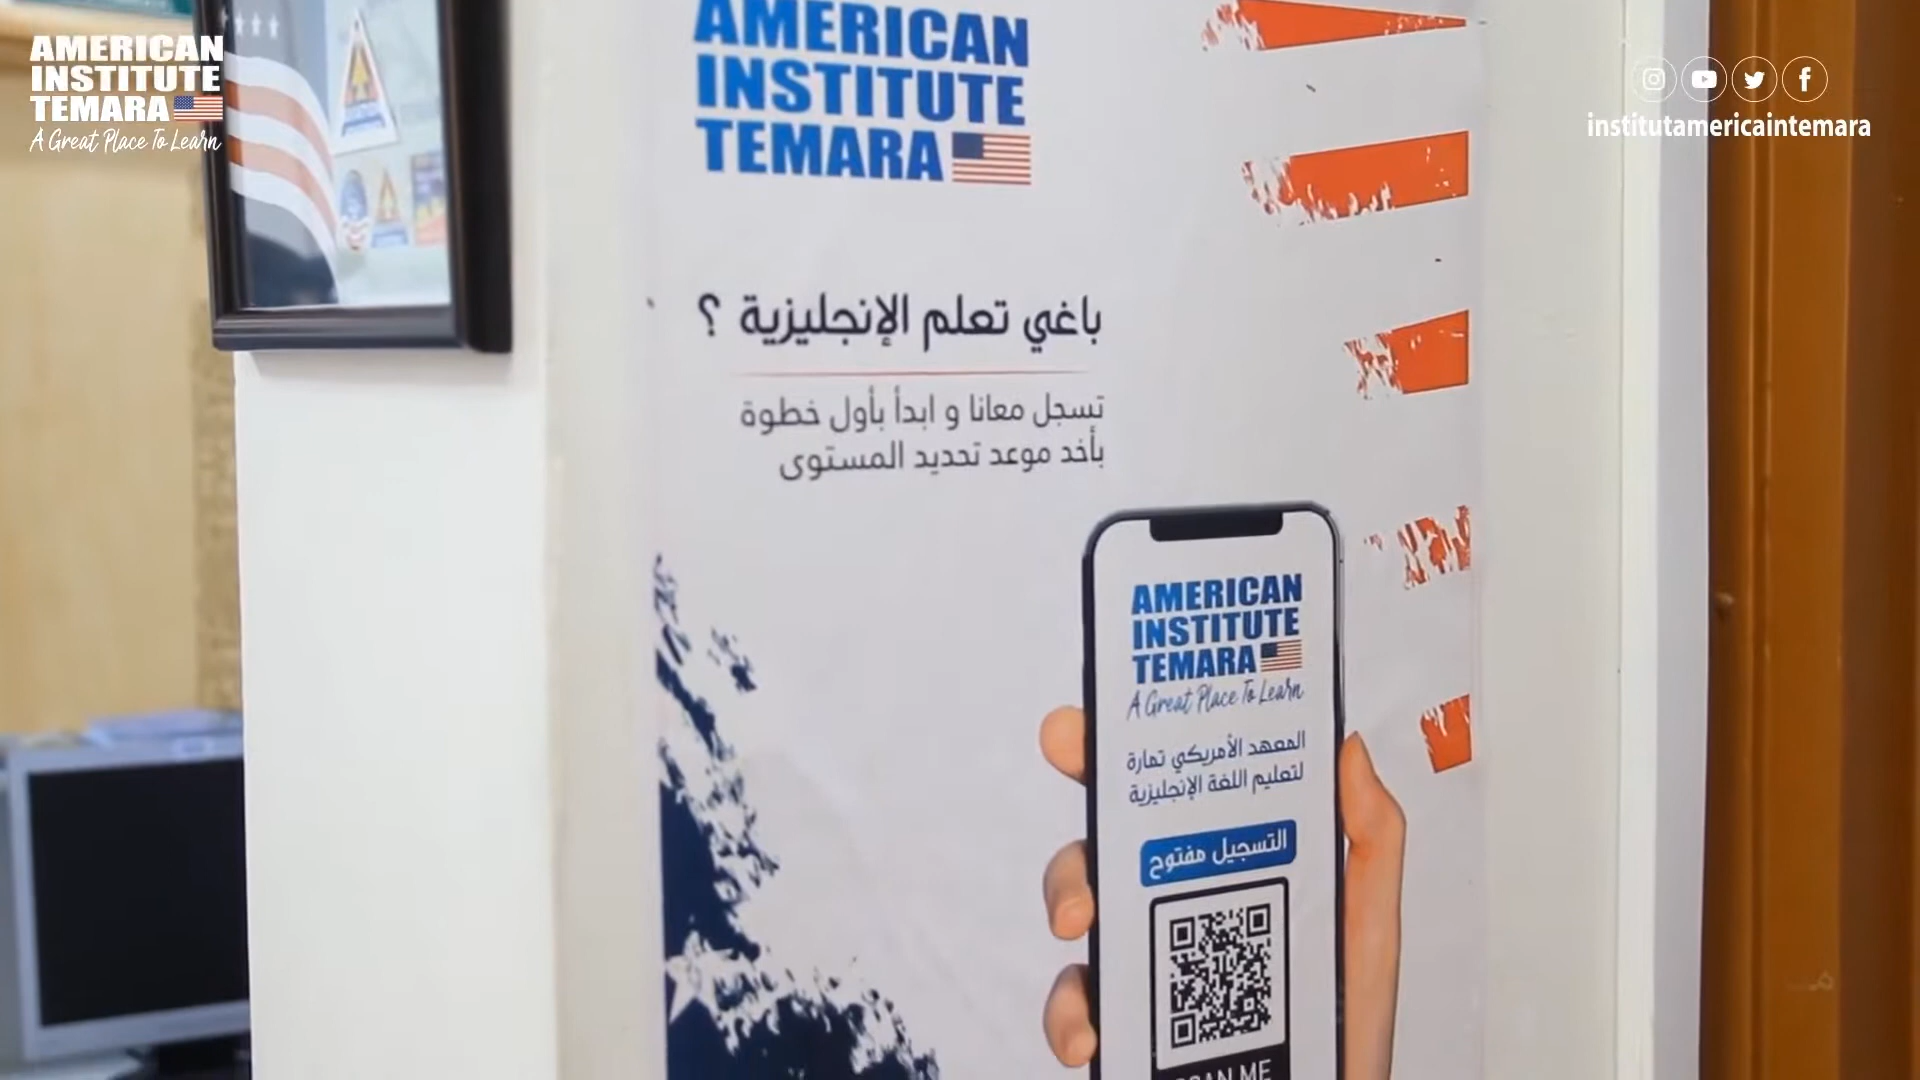 AMERICAN
INSTITUTE
TEMARA
A Great Place To Learn
institutamericaintemara
AMERICAN
INSTITUTE
TEMARA
باغي تعلم الإنجليزية ؟
تسجل معانا و ابدأ بأول خطوة
بأخد موعد تحديد المستوى
AMERICAN
INSTITUTE
TEMARA
A Great Place To Learn
المعهد الأمريكي تمارة
لتعليم اللغة الإنجليزية
التسجيل مفتوح
SCAN ME